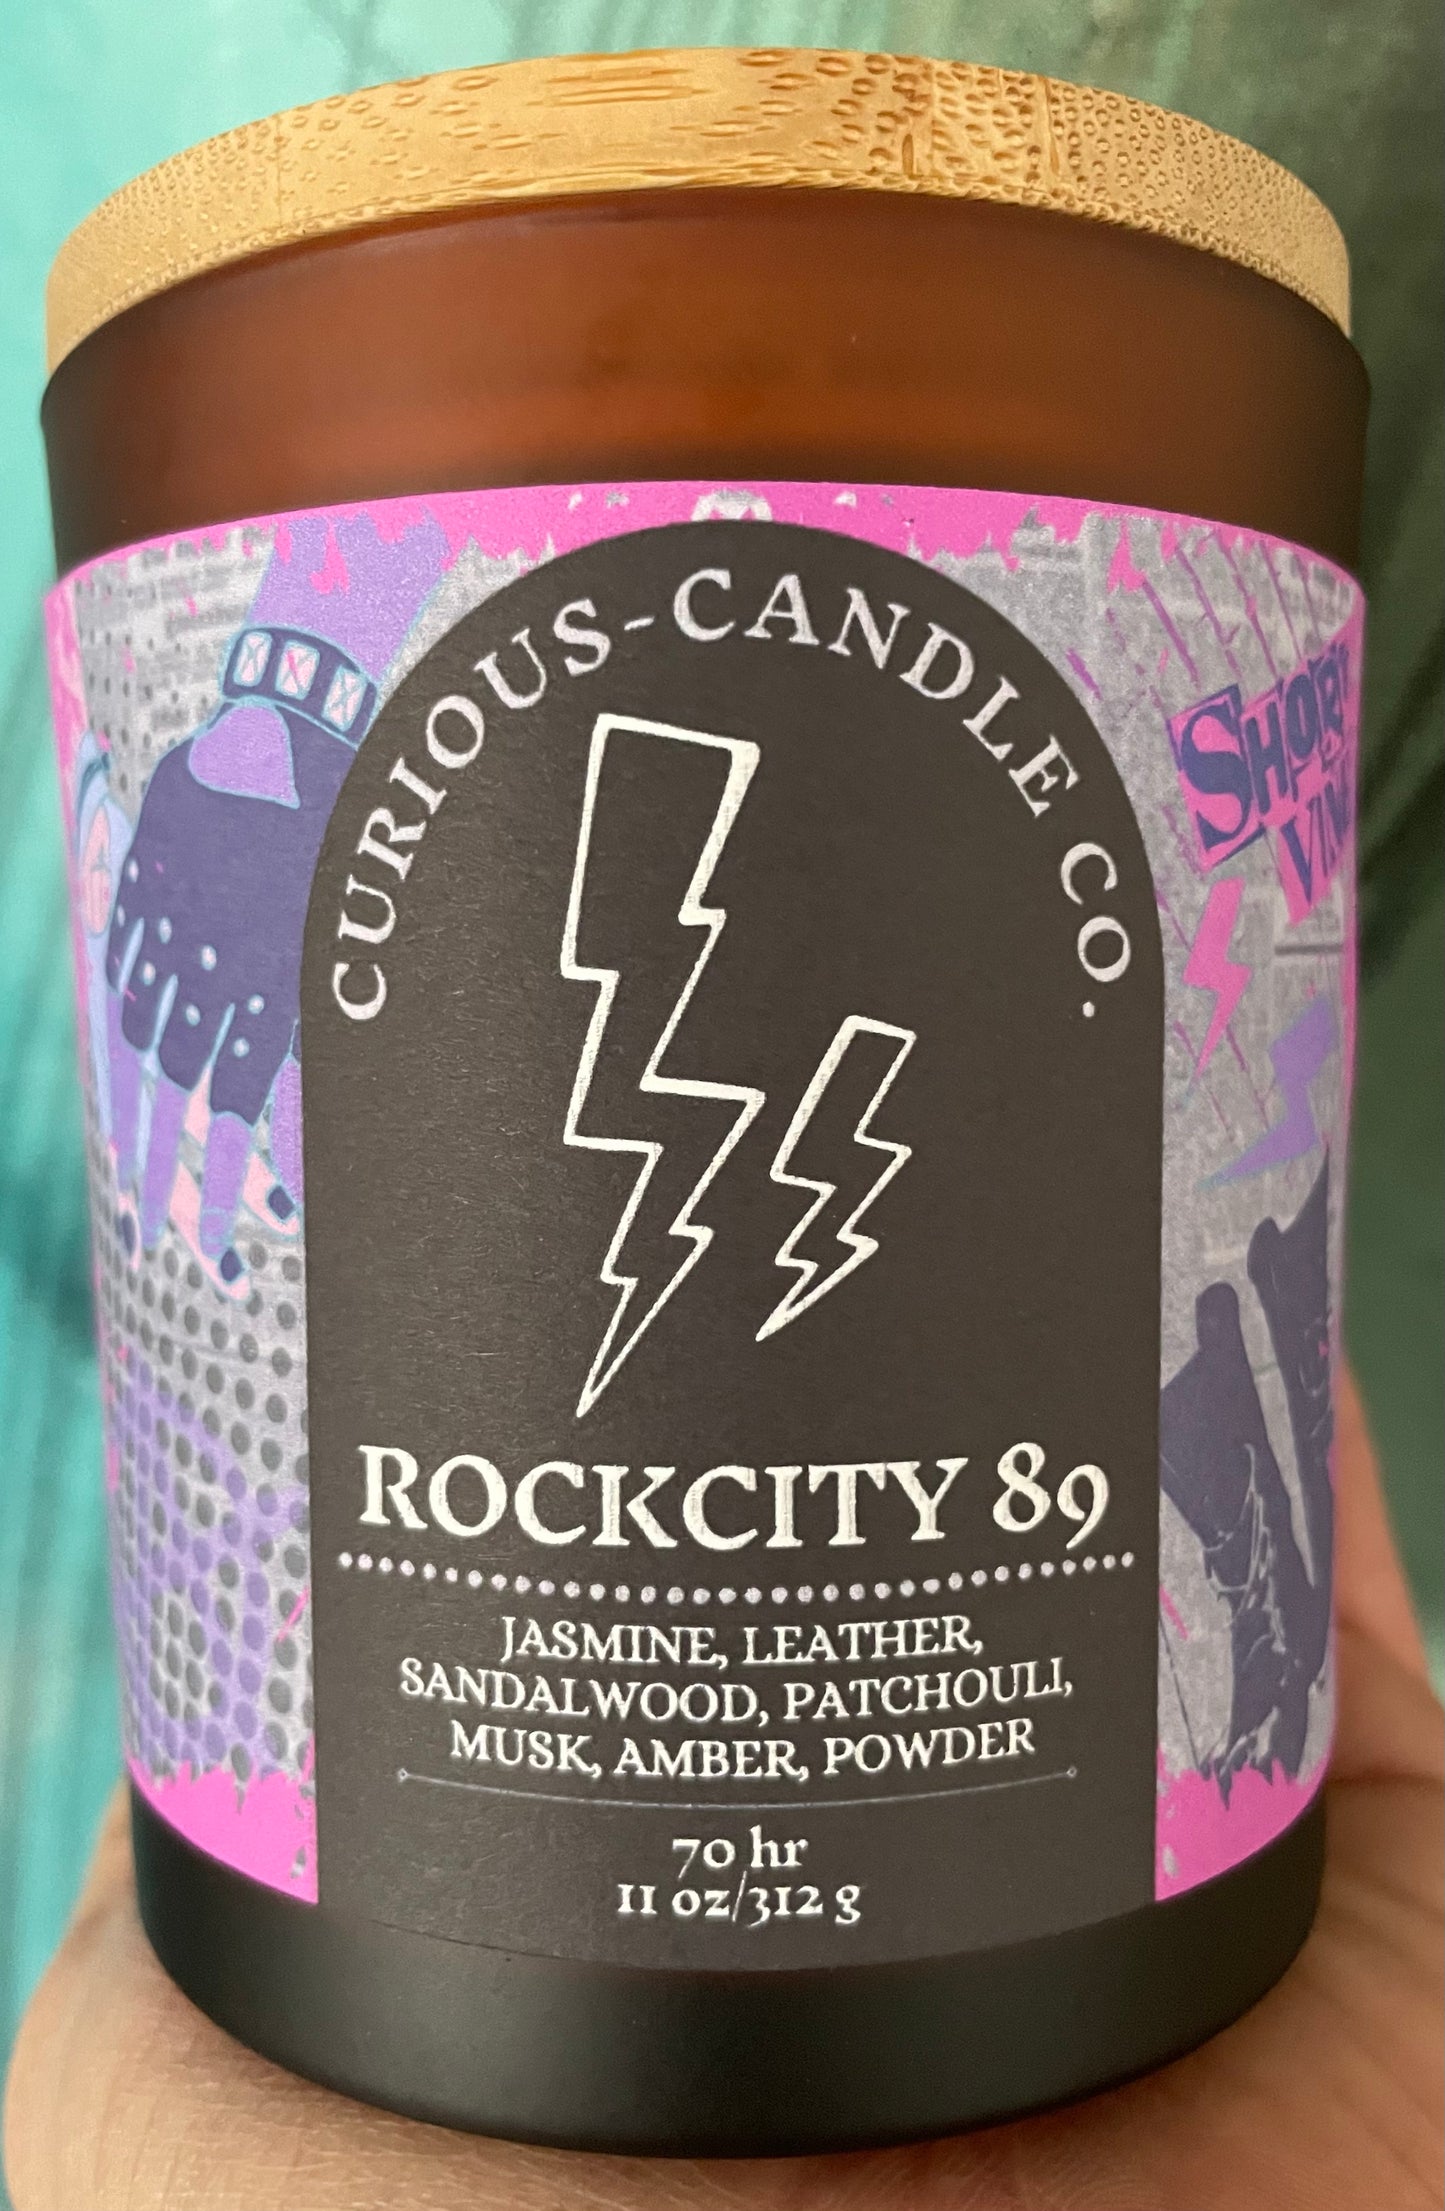 CURIOUS-CANDLE CO.
ROCKCITY 89
JASMINE, LEATHER,
SANDALWOOD, PATCHOULI,
MUSK, AMBER, POWDER
70 hr
11 oz/312 g